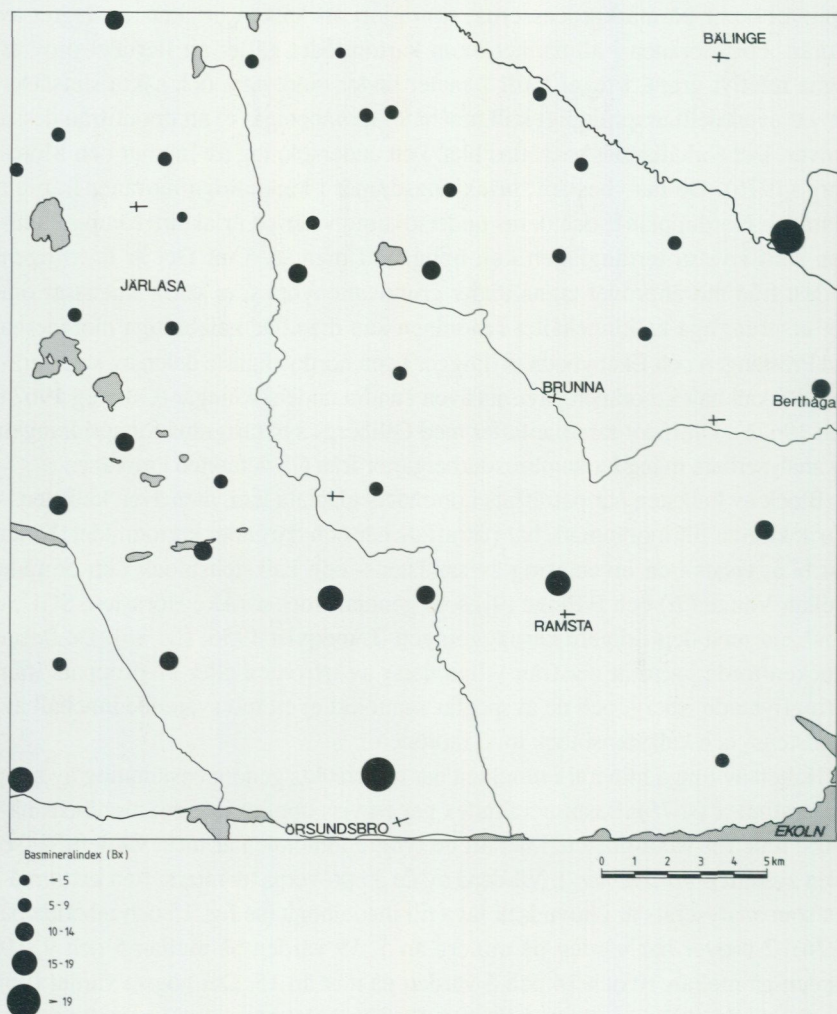 BÄLINGE
JÄRLÅSA
BRUNNA
Berthåga
RAMSTA
ÖRSUNDSBRO
EKOLN
Basmineralindex (Bx)
0 1 2 3 4 5 km
– 5
5-9
10-14
15-19
> 19